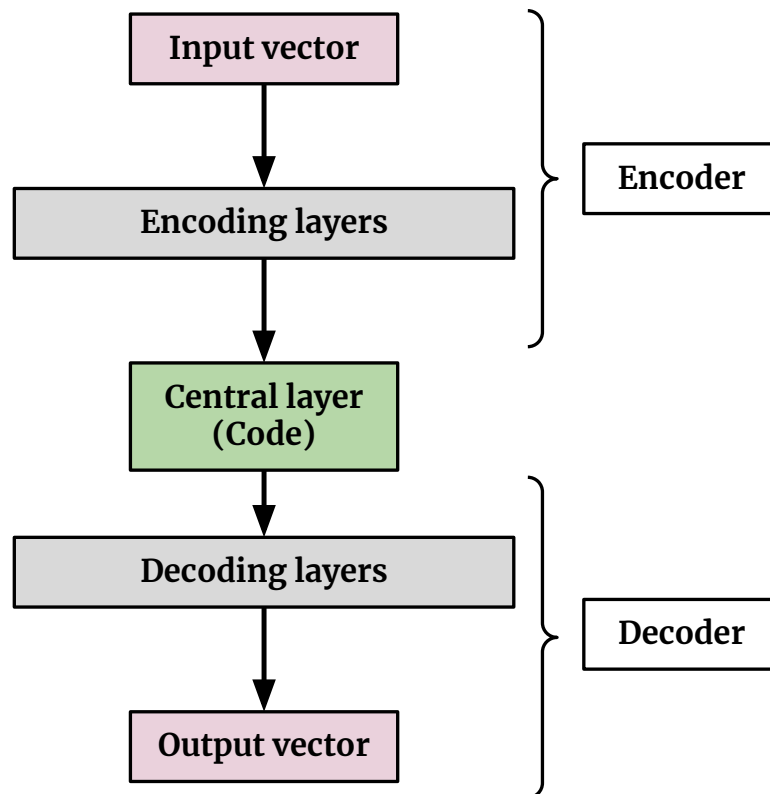 Input vector
Encoding layers
Encoder
Central layer
(Code)
Decoding layers
Decoder
Output vector